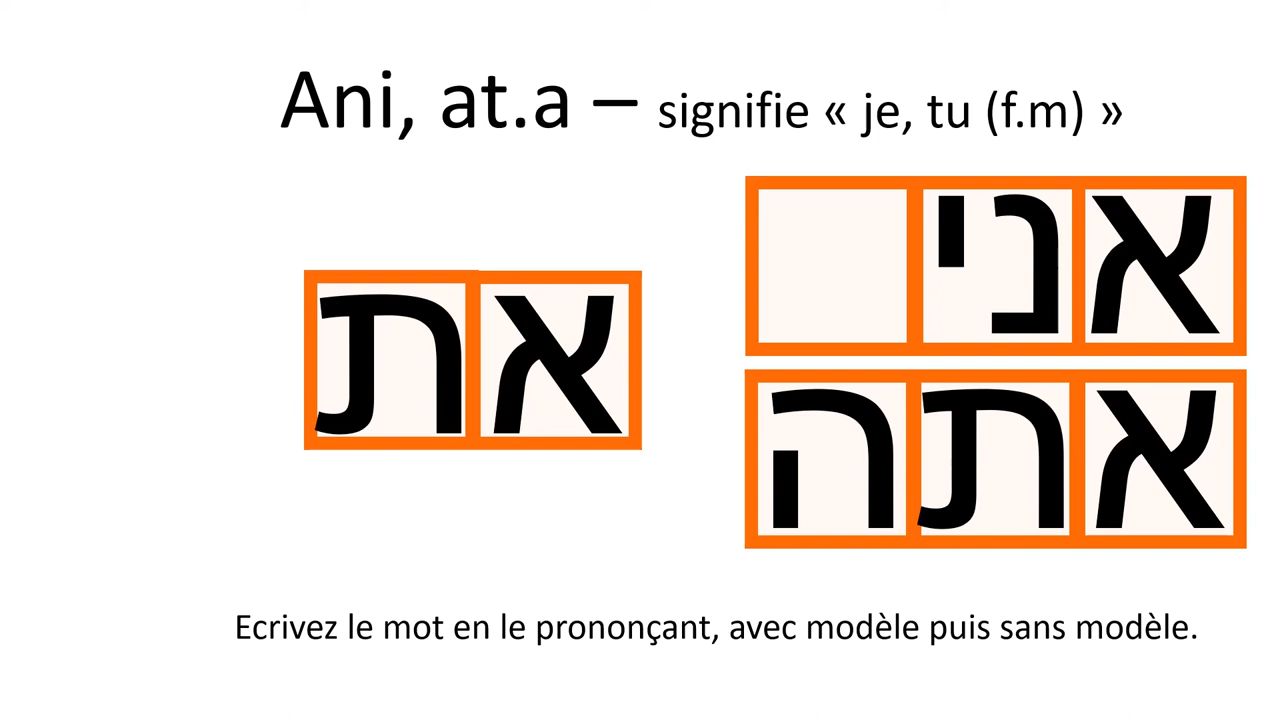 Ani, at.a – signifie « je, tu (f.m) »
אני
את
אתה
Ecrivez le mot en le prononçant, avec modèle puis sans modèle.